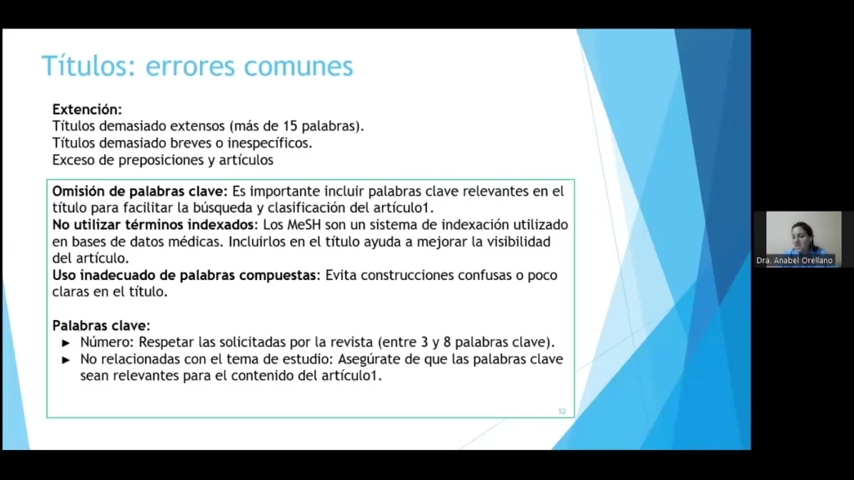 Títulos: errores comunes
Extención:
Títulos demasiado extensos (más de 15 palabras).
Títulos demasiado breves o inespecíficos.
Exceso de preposiciones y artículos
Omisión de palabras clave: Es importante incluir palabras clave relevantes en el
título para facilitar la búsqueda y clasificación del artículo1.
No utilizar términos indexados: Los MeSH son un sistema de indexación utilizado
en bases de datos médicas. Incluirlos en el título ayuda a mejorar la visibilidad
del artículo.
Uso inadecuado de palabras compuestas: Evita construcciones confusas o poco
claras en el título.
Palabras clave:
► Número: Respetar las solicitadas por la revista (entre 3 y 8 palabras clave).
► No relacionadas con el tema de estudio: Asegúrate de que las palabras clave
sean relevantes para el contenido del artículo1.
Dra. Anabel Orellano